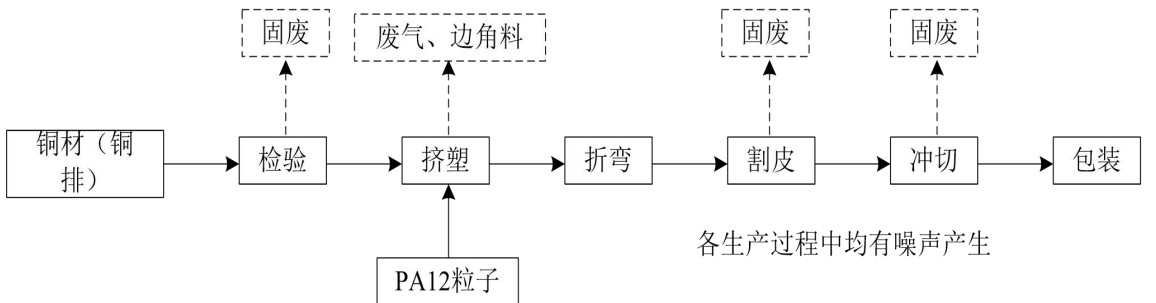 固废
废气、边角料
固废
固废
铜材（铜
排）
检验
挤塑
折弯
割皮
冲切
包装
各生产过程中均有噪声产生
PA12粒子